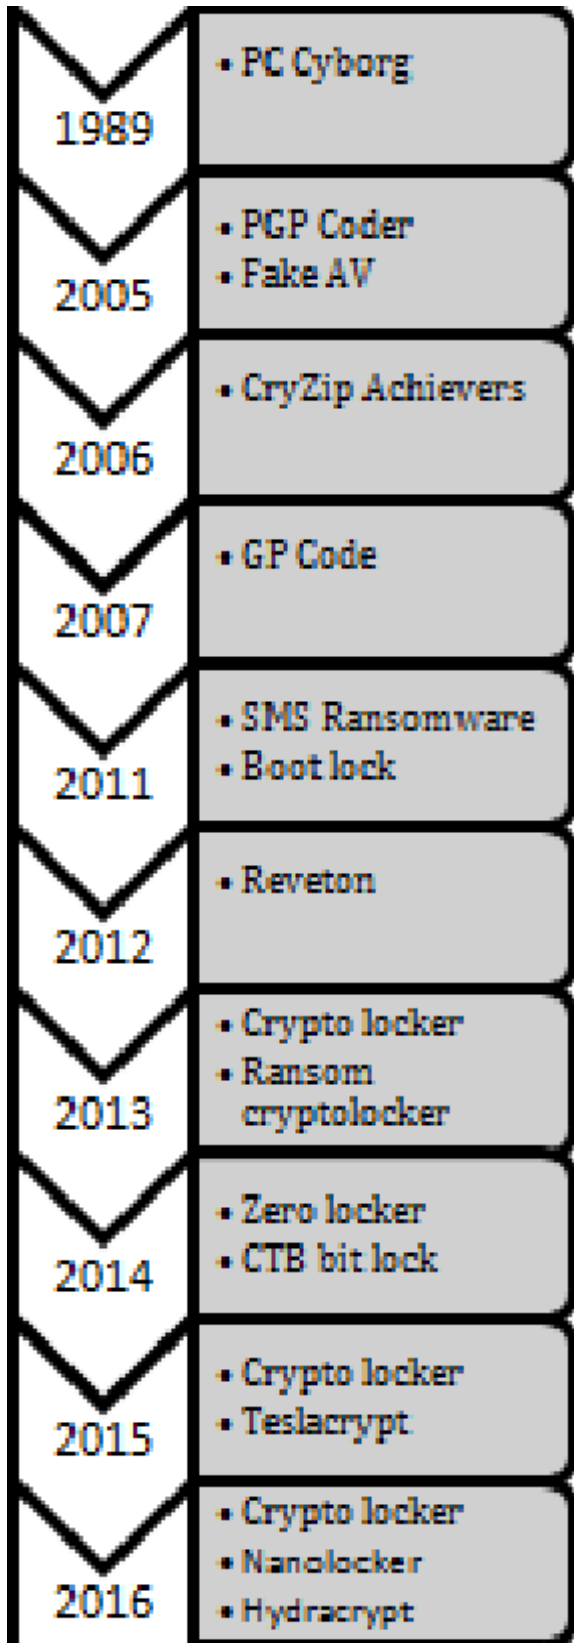 1989
• PC Cyborg
2005
• PGP Coder
• Fake AV
2006
• CryZip Achievers
2007
• GP Code
2011
• SMS Ransomware
• Boot lock
2012
• Reveton
2013
• Crypto locker
• Ransom
cryptolocker
2014
• Zero locker
• CTB bit lock
2015
• Crypto locker
• Teslacrypt
2016
• Crypto locker
• Nanolocker
• Hydracrypt